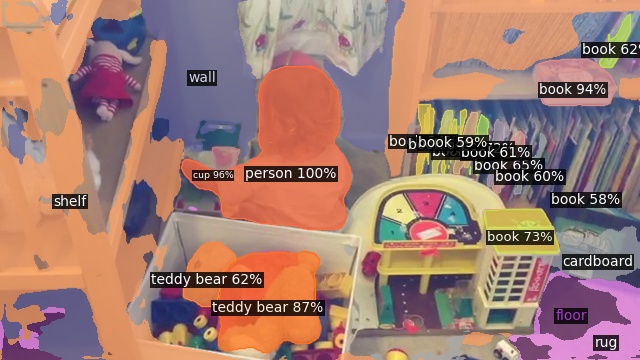 book 62%
wall
book 94%
book 59%
book 61%
book 65%
cup 96%
person 100%
book 60%
shelf
book 58%
book 73%
cardboard
teddy bear 62%
teddy bear 87%
floor
rug